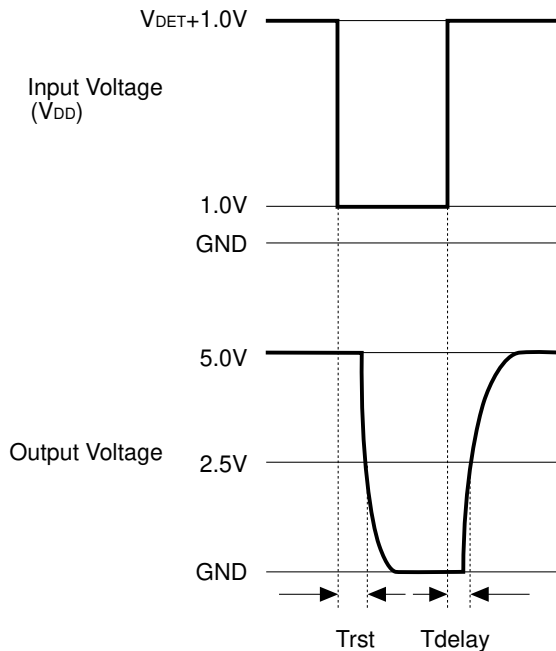 VDET+1.0V
Input Voltage
(VDD)
1.0V
GND
5.0V
Output Voltage
2.5V
GND
Trst
Tdelay